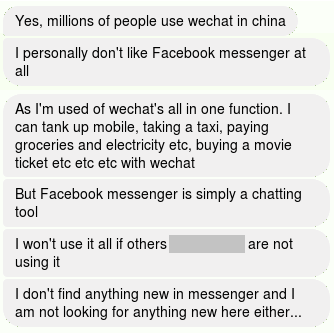 Yes, millions of people use wechat in china
I personally don't like Facebook messenger at
all
As I'm used of wechat's all in one function. I
can tank up mobile, taking a taxi, paying
groceries and electricity etc, buying a movie
ticket etc etc etc with wechat
But Facebook messenger is simply a chatting
tool
I won't use it all if others are not
using it
I don't find anything new in messenger and I
am not looking for anything new here either...